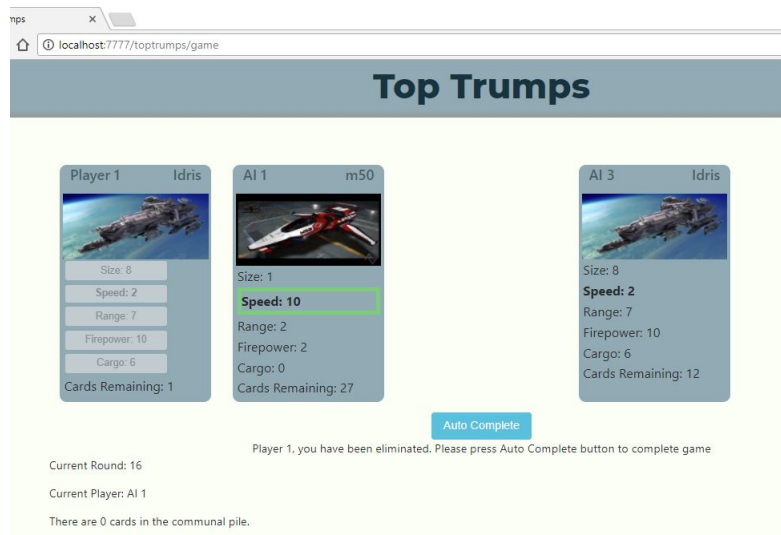 mps
localhost:7777/toptrumps/game
Top Trumps
Player 1 Idris
Size: 8
Speed: 2
Range: 7
Firepower: 10
Cargo: 6
Cards Remaining: 1
AI 1 m50
Size: 1
Speed: 10
Range: 2
Firepower: 2
Cargo: 0
Cards Remaining: 27
AI 3 Idris
Size: 8
Speed: 2
Range: 7
Firepower: 10
Cargo: 6
Cards Remaining: 12
Auto Complete
Player 1, you have been eliminated. Please press Auto Complete button to complete game
Current Round: 16
Current Player: AI 1
There are 0 cards in the communal pile.